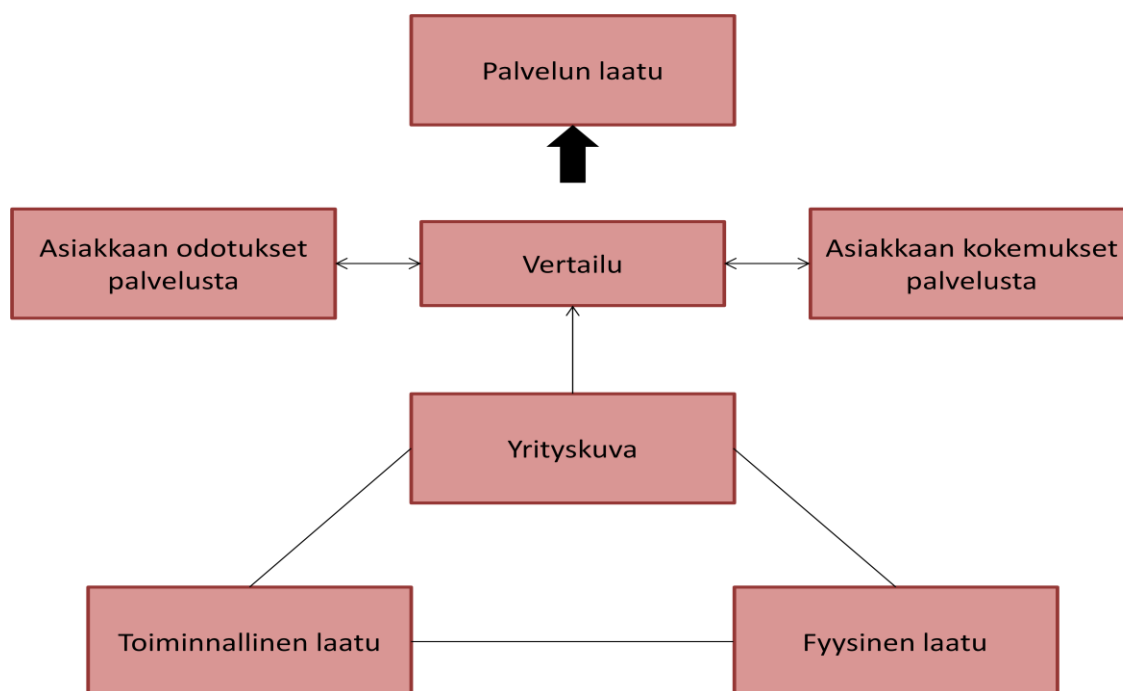 Palvelun laatu
Asiakkaan odotukset
palvelusta
Vertailu
Asiakkaan kokemukset
palvelusta
Yrityskuva
Toiminnallinen laatu
Fyysinen laatu